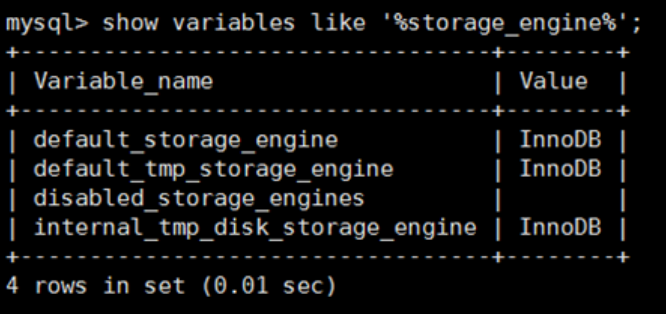 mysql> show variables like '%storage_engine%';
+----------------------------------+--------+
| Variable_name                    | Value  |
+----------------------------------+--------+
| default_storage_engine           | InnoDB |
| default_tmp_storage_engine       | InnoDB |
| disabled_storage_engines         |        |
| internal_tmp_disk_storage_engine | InnoDB |
+----------------------------------+--------+
4 rows in set (0.01 sec)